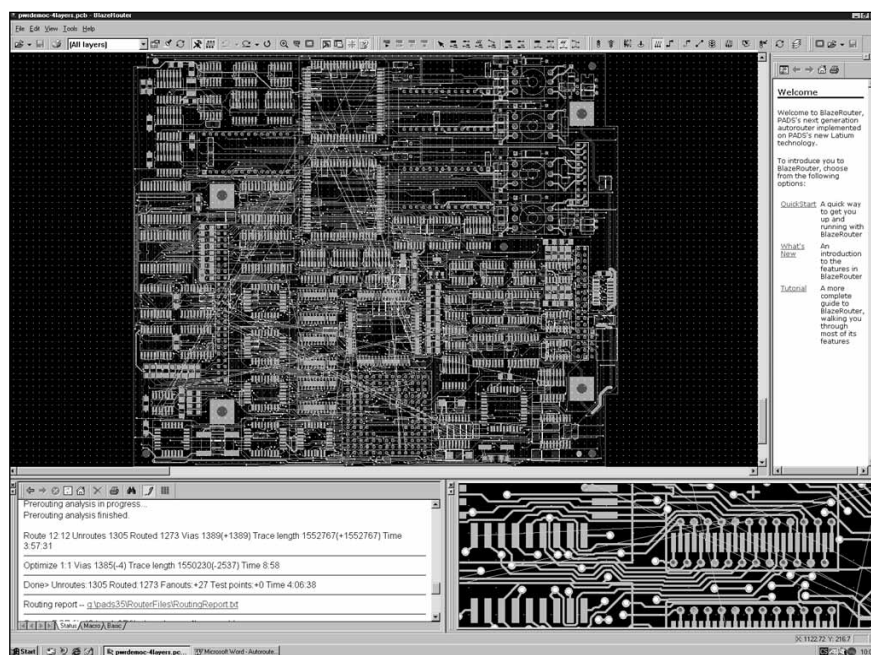 pwrdemoc-4layers.pcb - BlazeRouter
File Edit View Tools Help
(All layers)
Welcome
Welcome to BlazeRouter,
PADS's next generation
autorouter implemented
on PADS's new Latium
technology.
To introduce you to
BlazeRouter, choose
from the following
options:
QuickStart A quick way
to get you
up and
running with
BlazeRouter
What's An
New introduction
to the
features in
BlazeRouter
Tutorial A more
complete
guide to
BlazeRouter,
walking you
through
most of its
features
Prerouting analysis in progress...
Prerouting analysis finished.
Route 12:12 Unroutes 1305 Routed 1273 Vias 1389(+1389) Trace length 1552767(+1552767) Time
3:57:31
Optimize 1:1 Vias 1385(-4) Trace length 1550230(-2537) Time 8:58
Done> Unroutes:1305 Routed:1273 Fanouts:+27 Test points:+0 Time 4:06:38
Routing report -- g:\pads35\RouterFiles\RoutingReport.txt
Status Macro Basic
X: 1122.72 Y: 216.7
Start
pwrdemoc-4layers.pc...
Microsoft Word - Autoroute...